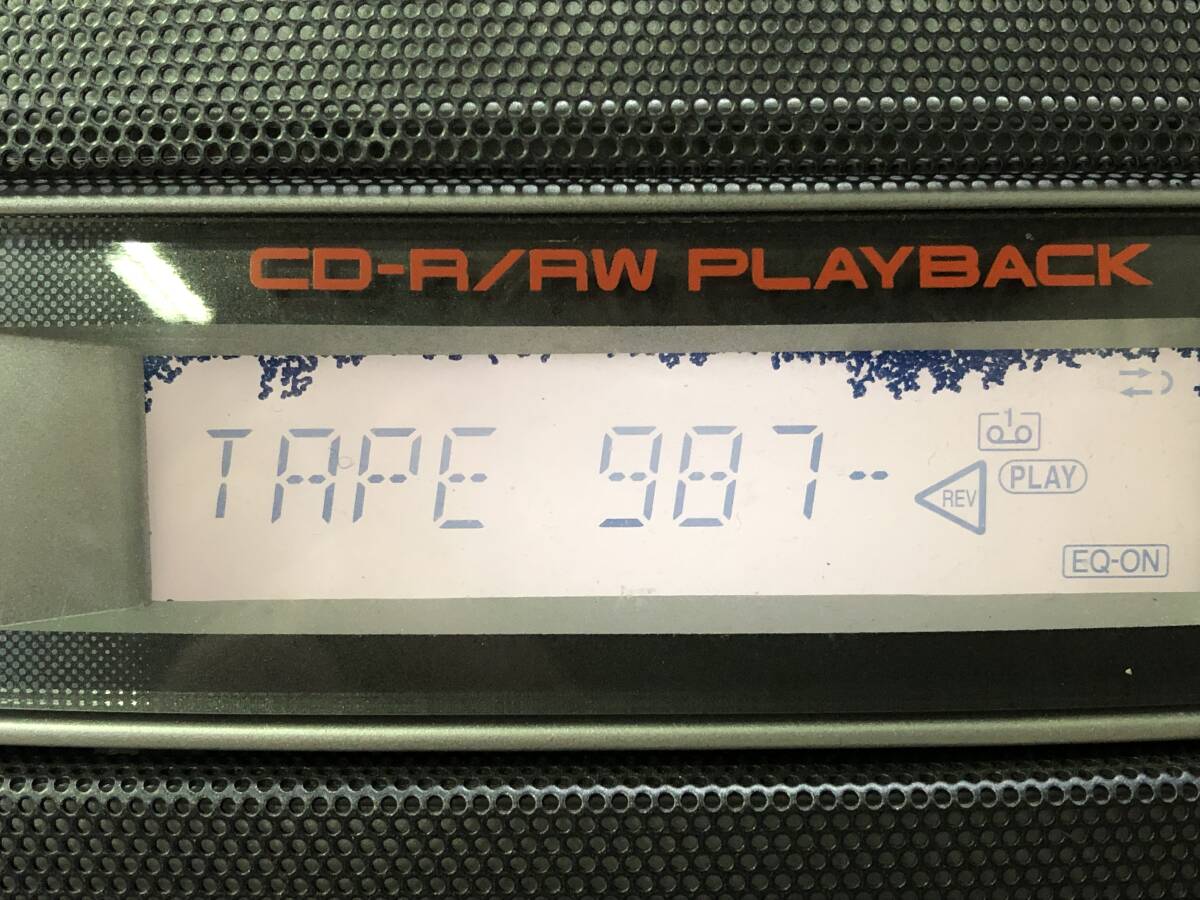 CD-R/RW PLAYBACK
1
TAPE 987-
REV
PLAY
EQ-ON